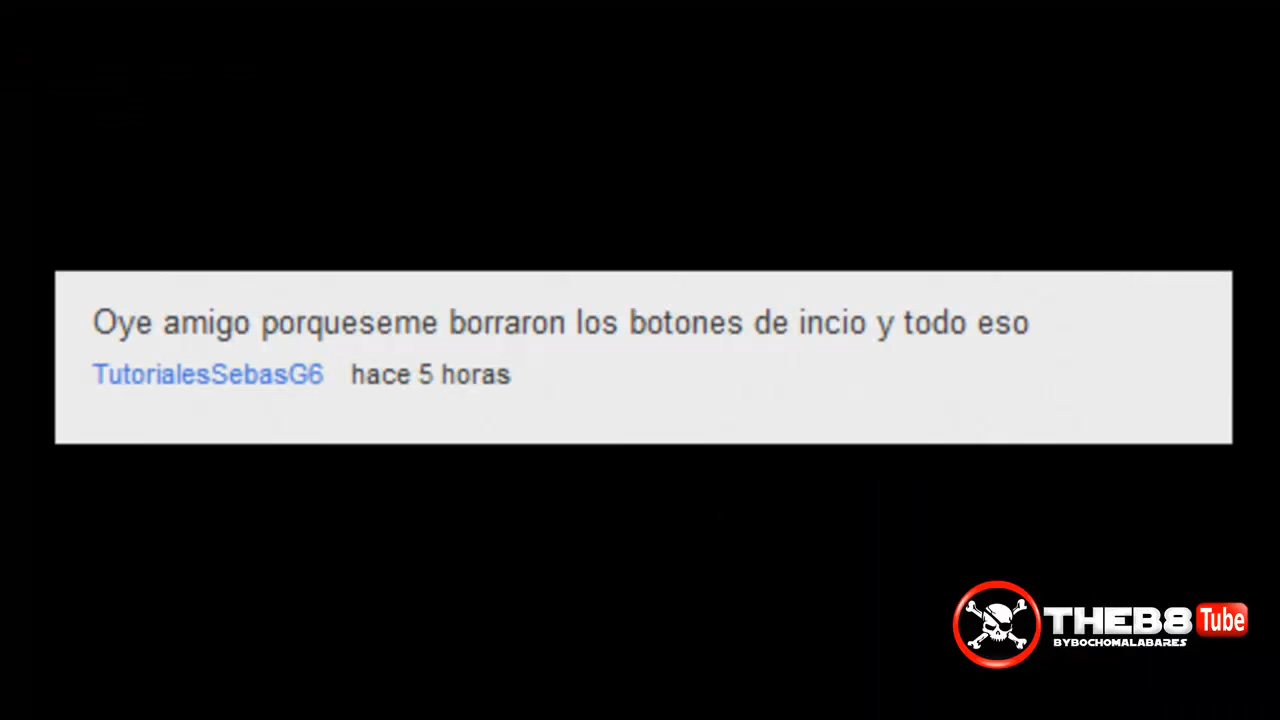 Oye amigo porqueseme borraron los botones de incio y todo eso
TutorialesSebasG6 hace 5 horas
THEB8 Tube
BYBOCHOMALABARES